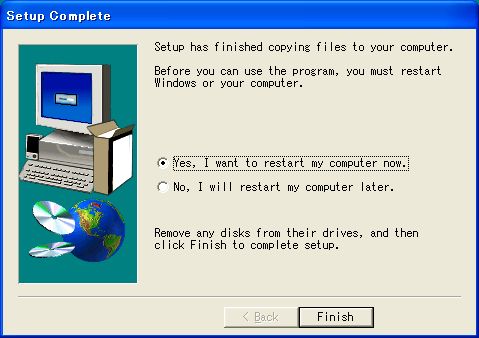 Setup Complete
Setup has finished copying files to your computer.
Before you can use the program, you must restart
Windows or your computer.
Yes, I want to restart my computer now.
No, I will restart my computer later.
Remove any disks from their drives, and then
click Finish to complete setup.
< Back
Finish